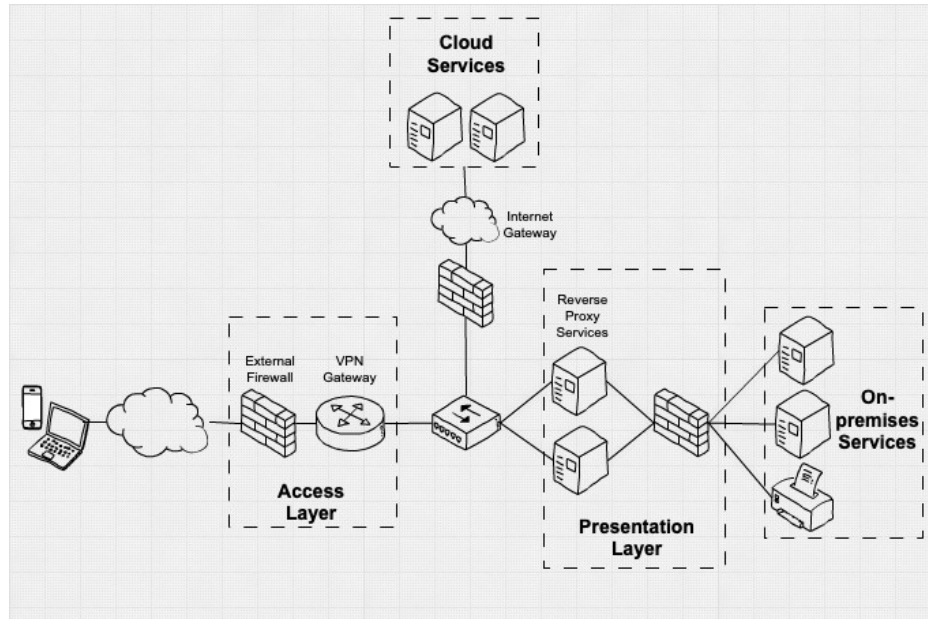 Cloud
Services
Internet
Gateway
Reverse
Proxy
Services
External
Firewall
VPN
Gateway
On-
premises
Services
Access
Layer
Presentation
Layer